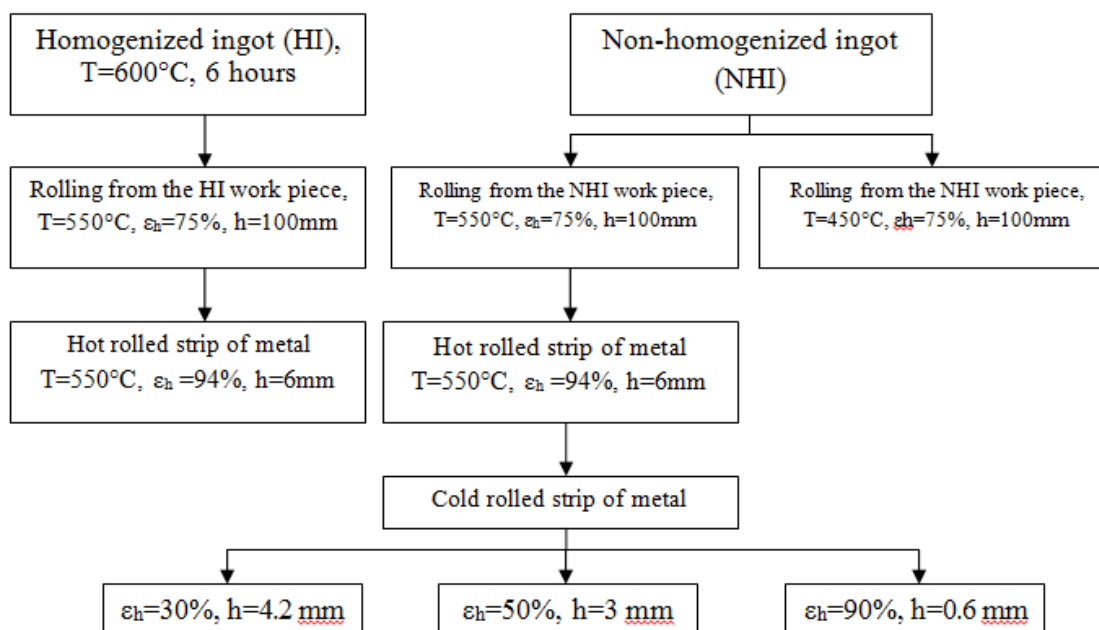 Homogenized ingot (HI),
T=600°C, 6 hours
Non-homogenized ingot
(NHI)
Rolling from the HI work piece,
T=550°C, εh=75%, h=100mm
Rolling from the NHI work piece,
T=550°C, εh=75%, h=100mm
Rolling from the NHI work piece,
T=450°C, εh=75%, h=100mm
Hot rolled strip of metal
T=550°C, εh =94%, h=6mm
Hot rolled strip of metal
T=550°C, εh =94%, h=6mm
Cold rolled strip of metal
εh=30%, h=4.2 mm
εh=50%, h=3 mm
εh=90%, h=0.6 mm